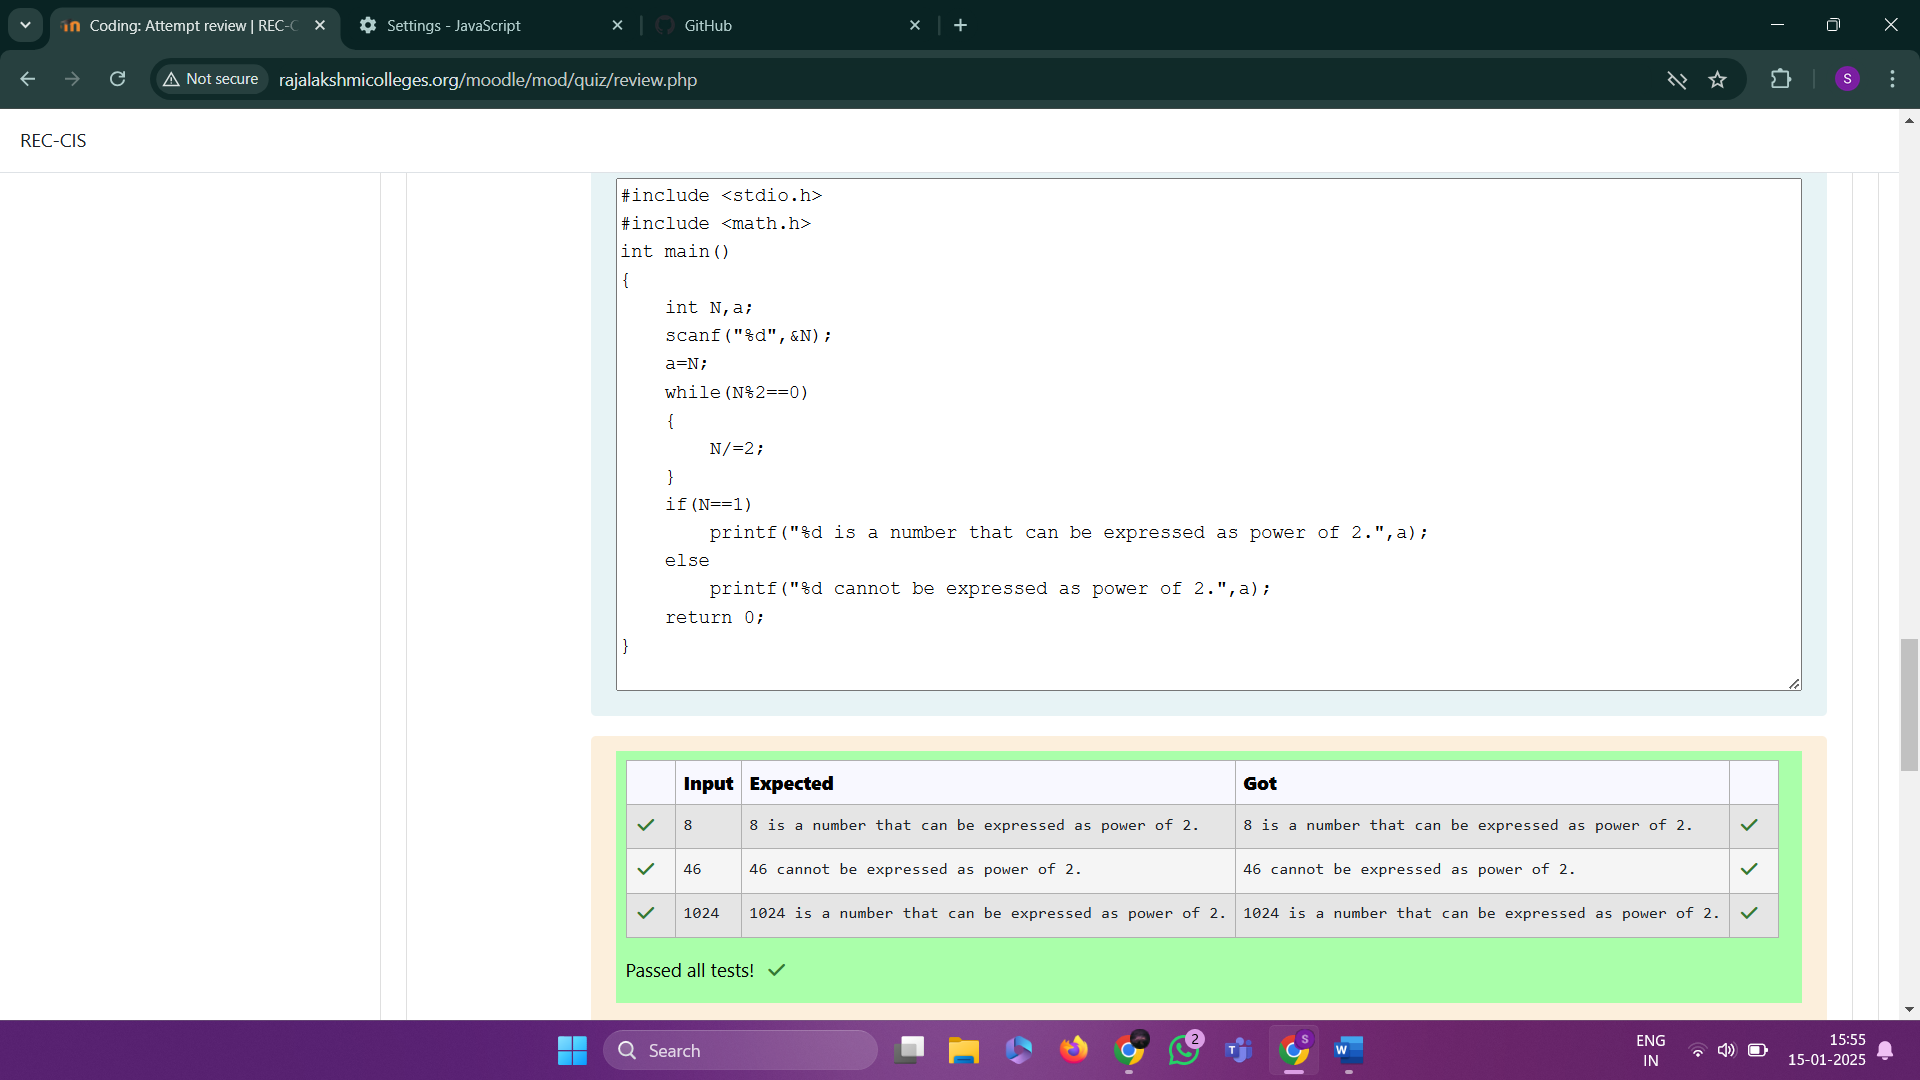 Coding: Attempt review | REC-C
Settings - JavaScript
GitHub
Not secure
rajalakshmicolleges.org/moodle/mod/quiz/review.php
S
REC-CIS
#include <stdio.h>
#include <math.h>
int main()
{
    int N,a;
    scanf("%d",&N);
    a=N;
    while(N%2==0)
    {
        N/=2;
    }
    if(N==1)
        printf("%d is a number that can be expressed as power of 2.",a);
    else
        printf("%d cannot be expressed as power of 2.",a);
    return 0;
}
Input Expected Got
8 8 is a number that can be expressed as power of 2. 8 is a number that can be expressed as power of 2.
46 46 cannot be expressed as power of 2. 46 cannot be expressed as power of 2.
1024 1024 is a number that can be expressed as power of 2. 1024 is a number that can be expressed as power of 2.
Passed all tests!
Search
2
T
S
W
ENG
IN
15:55
15-01-2025